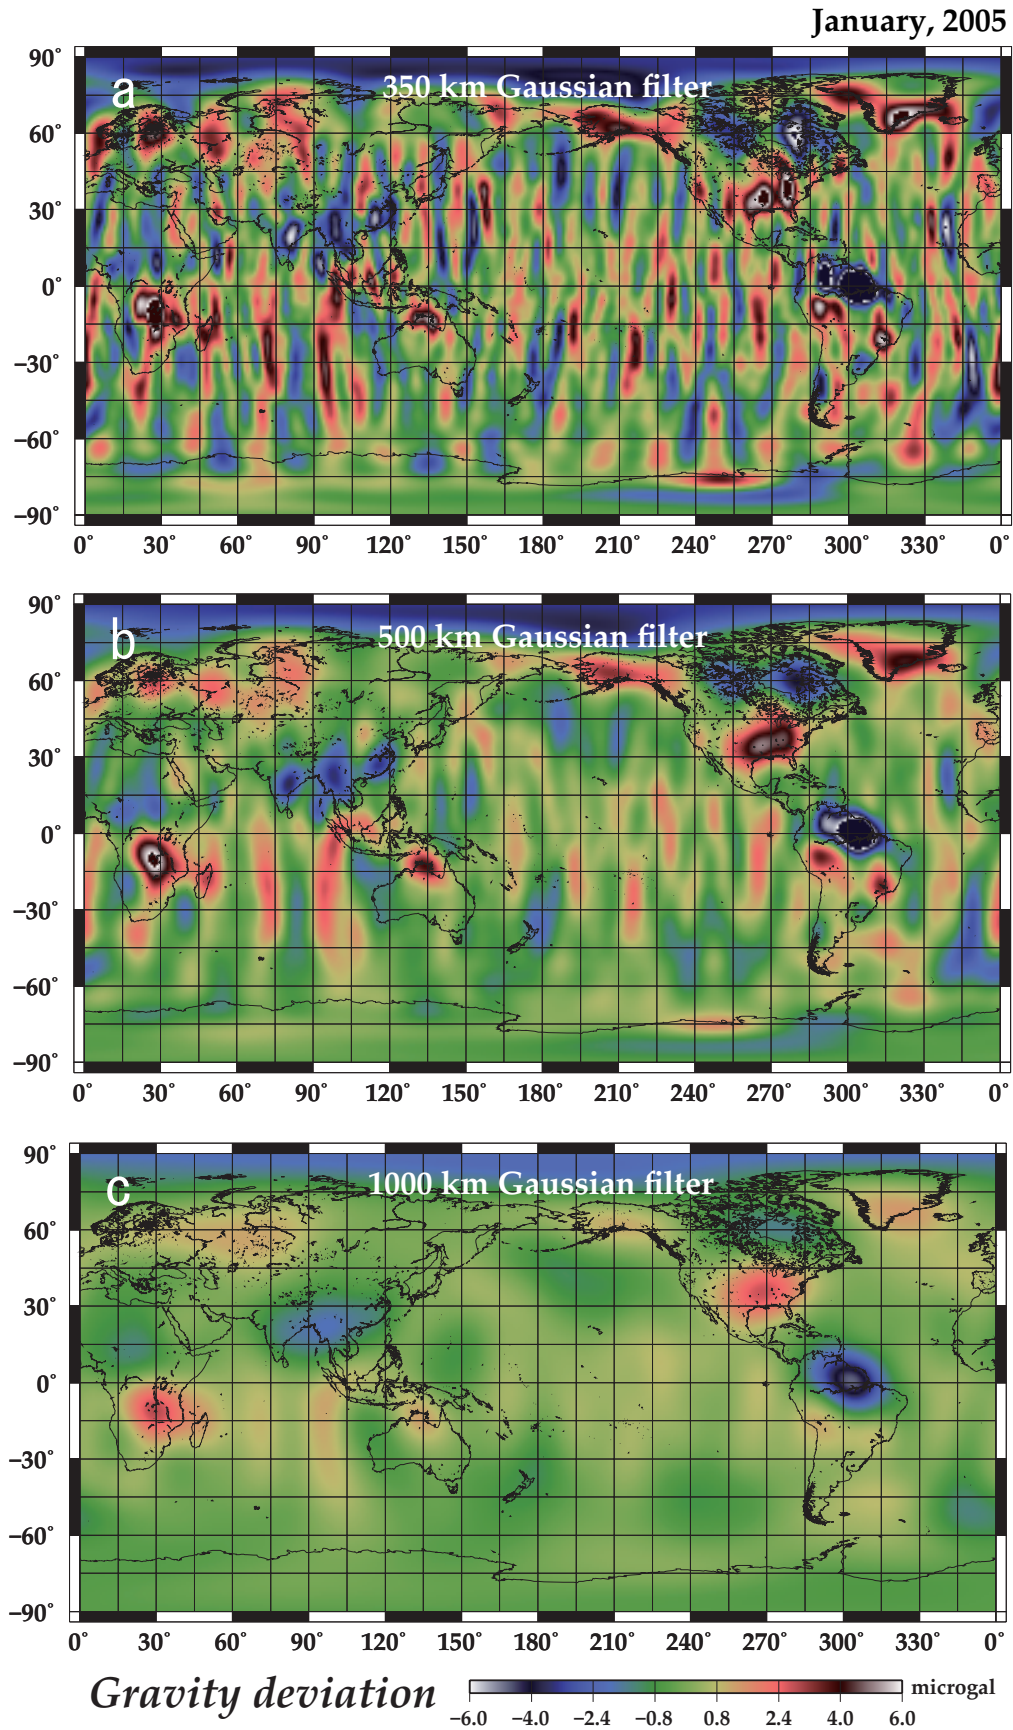 January, 2005
a
350 km Gaussian filter
90°
60°
30°
0°
−30°
−60°
−90°
0° 30° 60° 90° 120° 150° 180° 210° 240° 270° 300° 330° 0°
b
500 km Gaussian filter
90°
60°
30°
0°
−30°
−60°
−90°
0° 30° 60° 90° 120° 150° 180° 210° 240° 270° 300° 330° 0°
c
1000 km Gaussian filter
90°
60°
30°
0°
−30°
−60°
−90°
0° 30° 60° 90° 120° 150° 180° 210° 240° 270° 300° 330° 0°
Gravity deviation
microgal
−6.0 −4.0 −2.4 −0.8 0.8 2.4 4.0 6.0